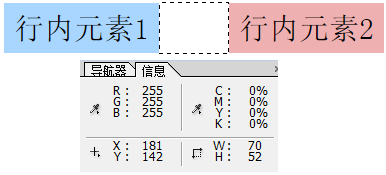 行内元素1 行内元素2
导航器 信息
R : 255 C : 0%
G : 255 M : 0%
B : 255 Y : 0%
K : 0%
X : 181 W : 70
Y : 142 H : 52